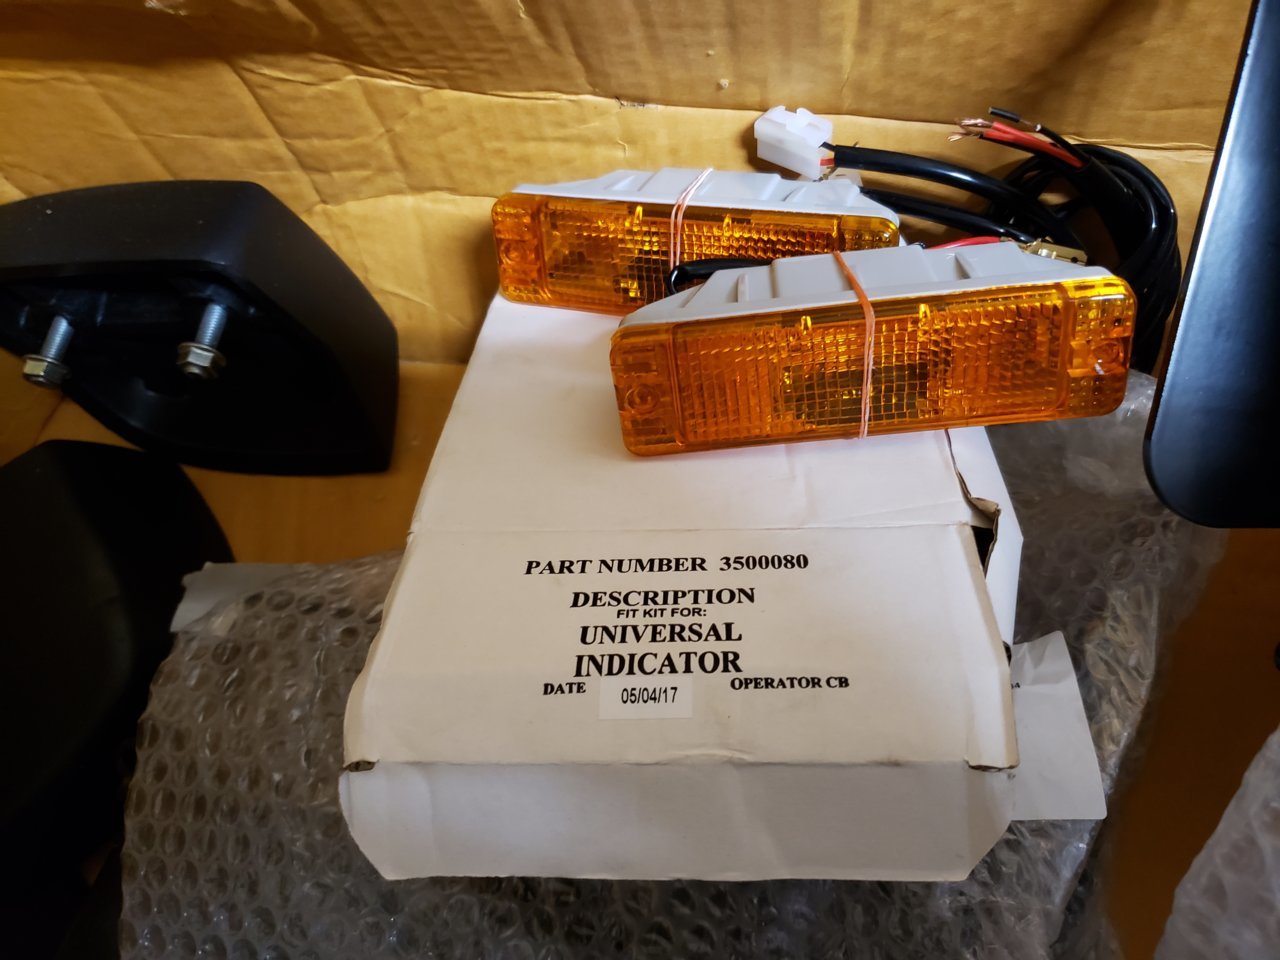 PART NUMBER 3500080
DESCRIPTION
FIT KIT FOR:
UNIVERSAL
INDICATOR
DATE 05/04/17 OPERATOR CB